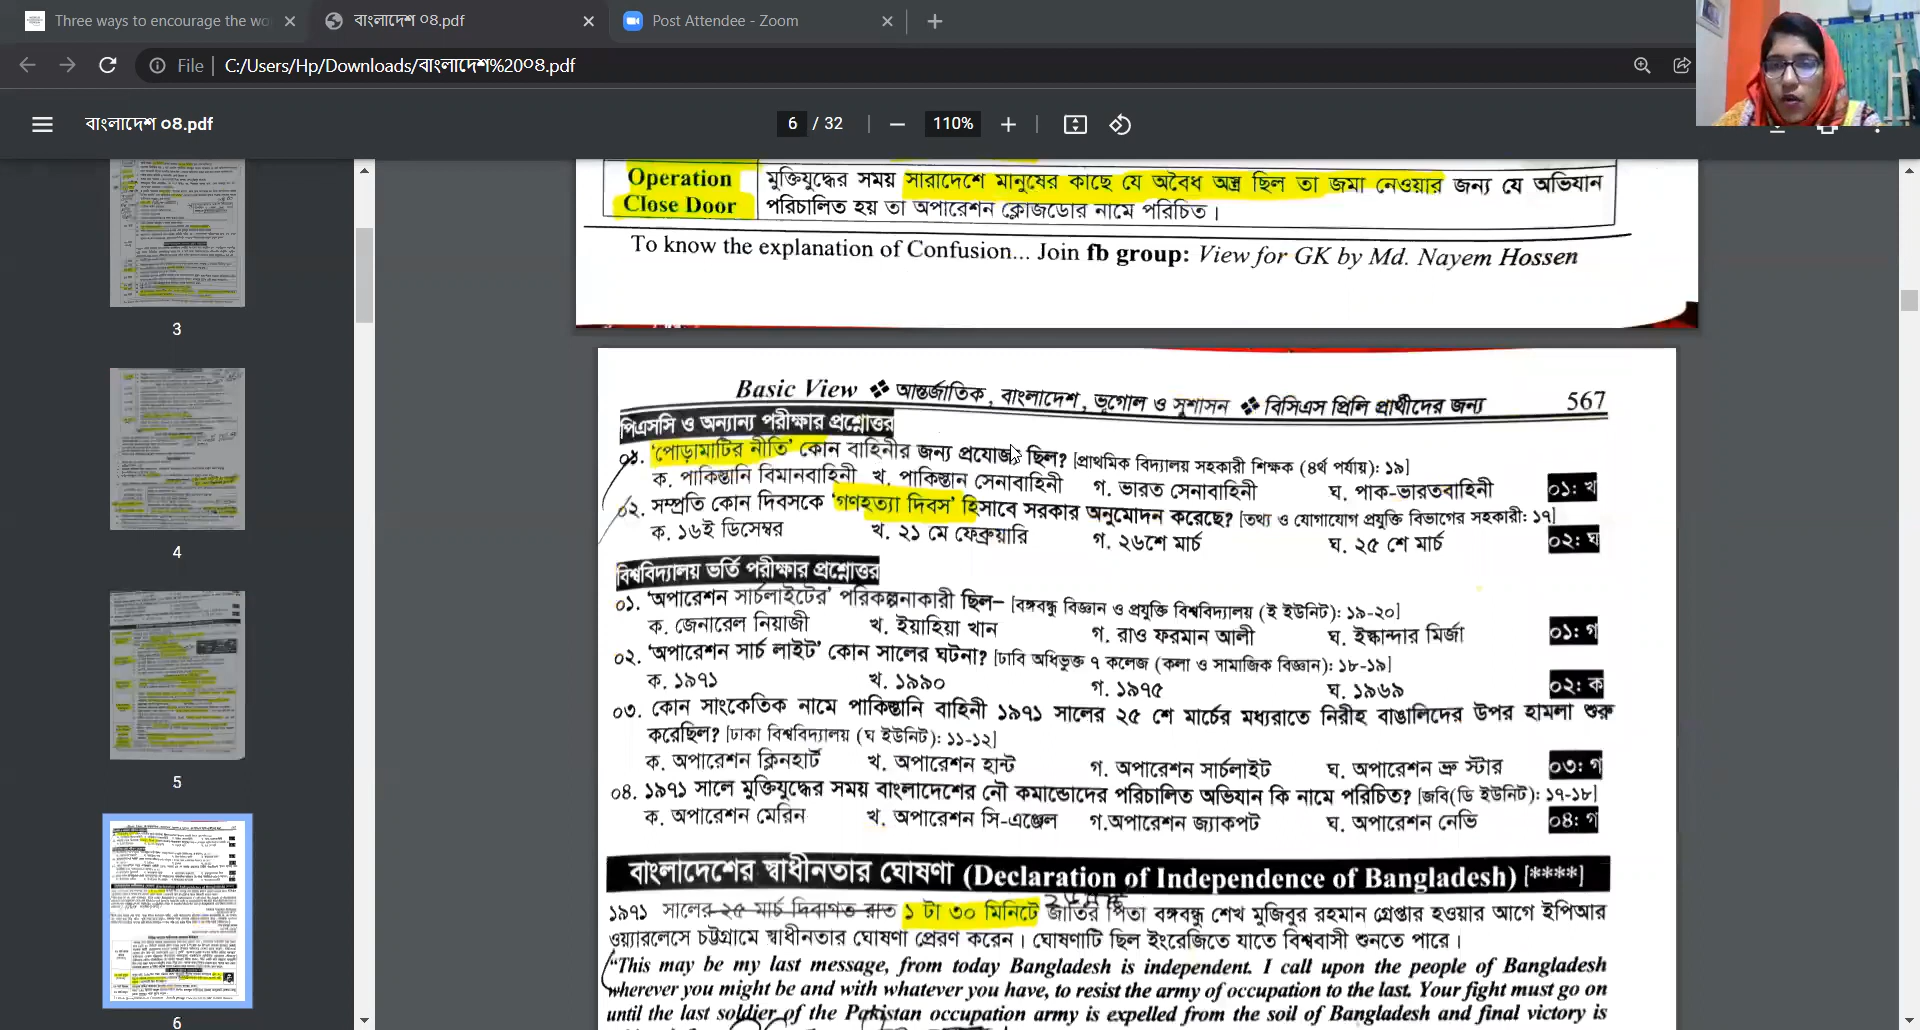 Three ways to encourage the wo
বাংলাদেশ ০৪.pdf
Post Attendee - Zoom
File
C:/Users/Hp/Downloads/বাংলাদেশ%20০৪.pdf
বাংলাদেশ ০৪.pdf
6 / 32
110%
3
4
5
6
Operation
Close Door
মুক্তিযুদ্ধের সময় সারাদেশে মানুষের কাছে যে অবৈধ অস্ত্র ছিল তা জমা নেওয়ার জন্য যে অভিযান
পরিচালিত হয় তা অপারেশন ক্লোজডোর নামে পরিচিত।
To know the explanation of Confusion... Join fb group: View for GK by Md. Nayem Hossen
Basic View ❖ আন্তর্জাতিক, বাংলাদেশ, ভূগোল ও সুশাসন ❖ বিসিএস প্রিলি প্রার্থীদের জন্য 567
পিএসসি ও অন্যান্য পরীক্ষার প্রশ্নোত্তর
০১. ‘পোড়ামাটির নীতি’ কোন বাহিনীর জন্য প্রযোজ্য ছিল? [প্রাথমিক বিদ্যালয় সহকারী শিক্ষক (৪র্থ পর্যায়): ১৯]
ক. পাকিস্তানি বিমানবাহিনী খ. পাকিস্তান সেনাবাহিনী গ. ভারত সেনাবাহিনী ঘ. পাক-ভারতবাহিনী ০১: খ
০২. সম্প্রতি কোন দিবসকে ‘গণহত্যা দিবস’ হিসাবে সরকার অনুমোদন করেছে? [তথ্য ও যোগাযোগ প্রযুক্তি বিভাগের সহকারী: ১৭]
ক. ১৬ই ডিসেম্বর খ. ২১ মে ফেব্রুয়ারি গ. ২৬শে মার্চ ঘ. ২৫ শে মার্চ ০২: ঘ
বিশ্ববিদ্যালয় ভর্তি পরীক্ষার প্রশ্নোত্তর
০১. ‘অপারেশন সার্চলাইটের’ পরিকল্পনাকারী ছিল– [বঙ্গবন্ধু বিজ্ঞান ও প্রযুক্তি বিশ্ববিদ্যালয় (ই ইউনিট): ১৯-২০]
ক. জেনারেল নিয়াজী খ. ইয়াহিয়া খান গ. রাও ফরমান আলী ঘ. ইস্কান্দার মির্জা ০১: গ
০২. ‘অপারেশন সার্চ লাইট’ কোন সালের ঘটনা? [ঢাবি অধিভুক্ত ৭ কলেজ (কলা ও সামাজিক বিজ্ঞান): ১৮-১৯]
ক. ১৯৭১ খ. ১৯৯০ গ. ১৯৭৫ ঘ. ১৯৬৯ ০২: ক
০৩. কোন সাংকেতিক নামে পাকিস্তানি বাহিনী ১৯৭১ সালের ২৫ শে মার্চের মধ্যরাতে নিরীহ বাঙালিদের উপর হামলা শুরু
করেছিল? [ঢাকা বিশ্ববিদ্যালয় (ঘ ইউনিট): ১১-১২]
ক. অপারেশন ক্লিনহার্ট খ. অপারেশন হান্ট গ. অপারেশন সার্চলাইট ঘ. অপারেশন ব্লু স্টার ০৩: গ
০৪. ১৯৭১ সালে মুক্তিযুদ্ধের সময় বাংলাদেশের নৌ কমান্ডোদের পরিচালিত অভিযান কি নামে পরিচিত? [জবি(ডি ইউনিট): ১৭-১৮]
ক. অপারেশন মেরিন খ. অপারেশন সি-এঞ্জেল গ.অপারেশন জ্যাকপট ঘ. অপারেশন নেভি ০৪: গ
বাংলাদেশের স্বাধীনতার ঘোষণা (Declaration of Independence of Bangladesh) [****]
১৯৭১ সালের ২৫ মার্চ দিবাগত রাত ১ টা ৩০ মিনিটে জাতির পিতা বঙ্গবন্ধু শেখ মুজিবুর রহমান গ্রেপ্তার হওয়ার আগে ইপিআর
ওয়্যারলেসে চট্টগ্রামে স্বাধীনতার ঘোষণা প্রেরণ করেন। ঘোষণাটি ছিল ইংরেজিতে যাতে বিশ্ববাসী শুনতে পারে।
“This may be my last message, from today Bangladesh is independent. I call upon the people of Bangladesh
wherever you might be and with whatever you have, to resist the army of occupation to the last. Your fight must go on
until the last soldier of the Pakistan occupation army is expelled from the soil of Bangladesh and final victory is